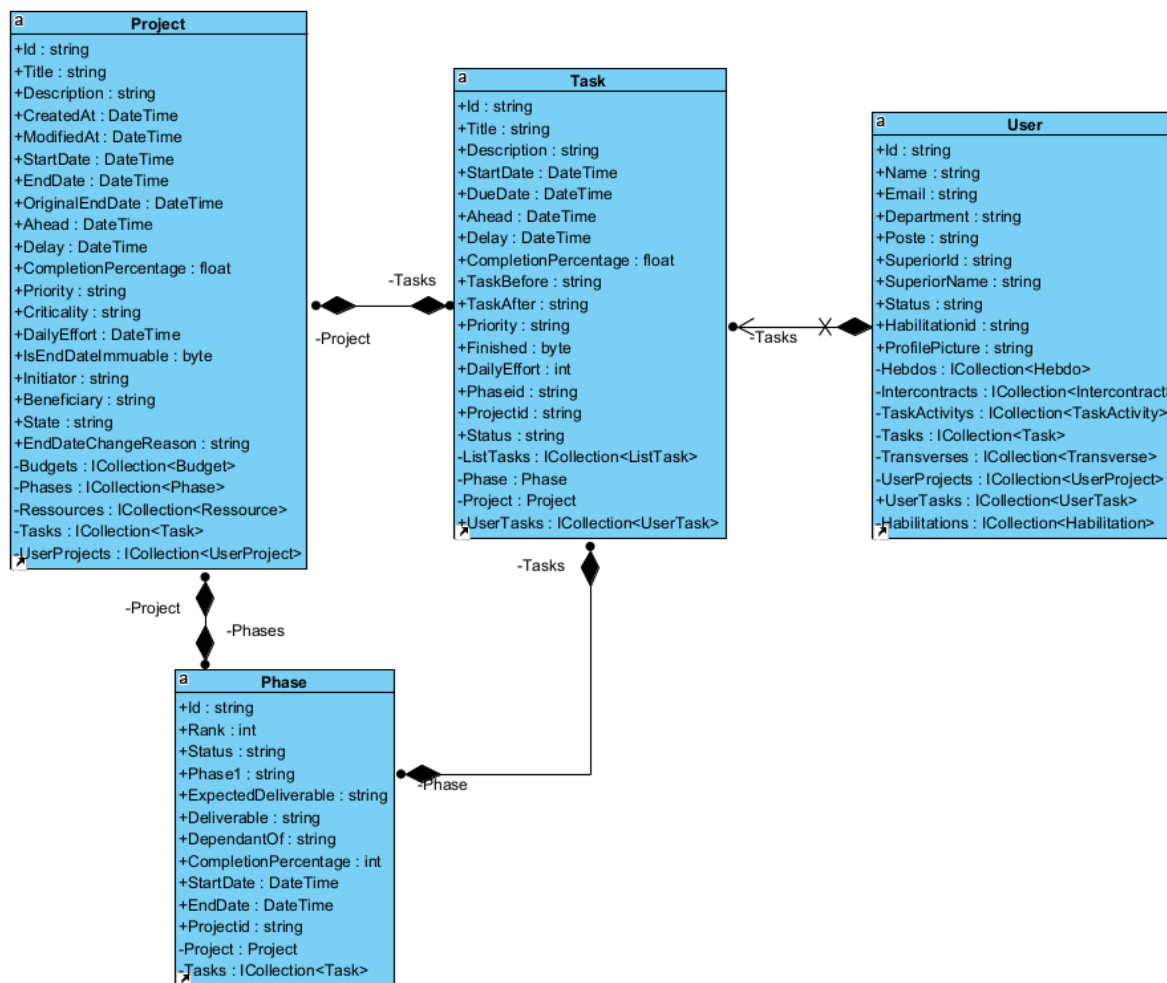 a
Project
+Id : string
+Title : string
+Description : string
+CreatedAt : DateTime
+ModifiedAt : DateTime
+StartDate : DateTime
+EndDate : DateTime
+OriginalEndDate : DateTime
+Ahead : DateTime
+Delay : DateTime
+CompletionPercentage : float
+Priority : string
+Criticality : string
+DailyEffort : DateTime
+IsEndDateImmuable : byte
+Initiator : string
+Beneficiary : string
+State : string
+EndDateChangeReason : string
-Budgets : ICollection<Budget>
-Phases : ICollection<Phase>
-Ressources : ICollection<Ressource>
-Tasks : ICollection<Task>
-UserProjects : ICollection<UserProject>
-Tasks
-Project
a
Task
+Id : string
+Title : string
+Description : string
+StartDate : DateTime
+DueDate : DateTime
+Ahead : DateTime
+Delay : DateTime
+CompletionPercentage : float
+TaskBefore : string
+TaskAfter : string
+Priority : string
+Finished : byte
+DailyEffort : int
+Phaseid : string
+Projectid : string
+Status : string
-ListTasks : ICollection<ListTask>
-Phase : Phase
-Project : Project
+UserTasks : ICollection<UserTask>
-Tasks
a
User
+Id : string
+Name : string
+Email : string
+Department : string
+Poste : string
+SuperiorId : string
+SuperiorName : string
+Status : string
+Habilitationid : string
+ProfilePicture : string
-Hebdos : ICollection<Hebdo>
-Intercontracts : ICollection<Intercontract>
-TaskActivitys : ICollection<TaskActivity>
-Tasks : ICollection<Task>
-Transverses : ICollection<Transverse>
-UserProjects : ICollection<UserProject>
+UserTasks : ICollection<UserTask>
-Habilitations : ICollection<Habilitation>
-Project
-Phases
-Tasks
-Phase
a
Phase
+Id : string
+Rank : int
+Status : string
+Phase1 : string
+ExpectedDeliverable : string
+Deliverable : string
+DependantOf : string
+CompletionPercentage : int
+StartDate : DateTime
+EndDate : DateTime
+Projectid : string
-Project : Project
-Tasks : ICollection<Task>